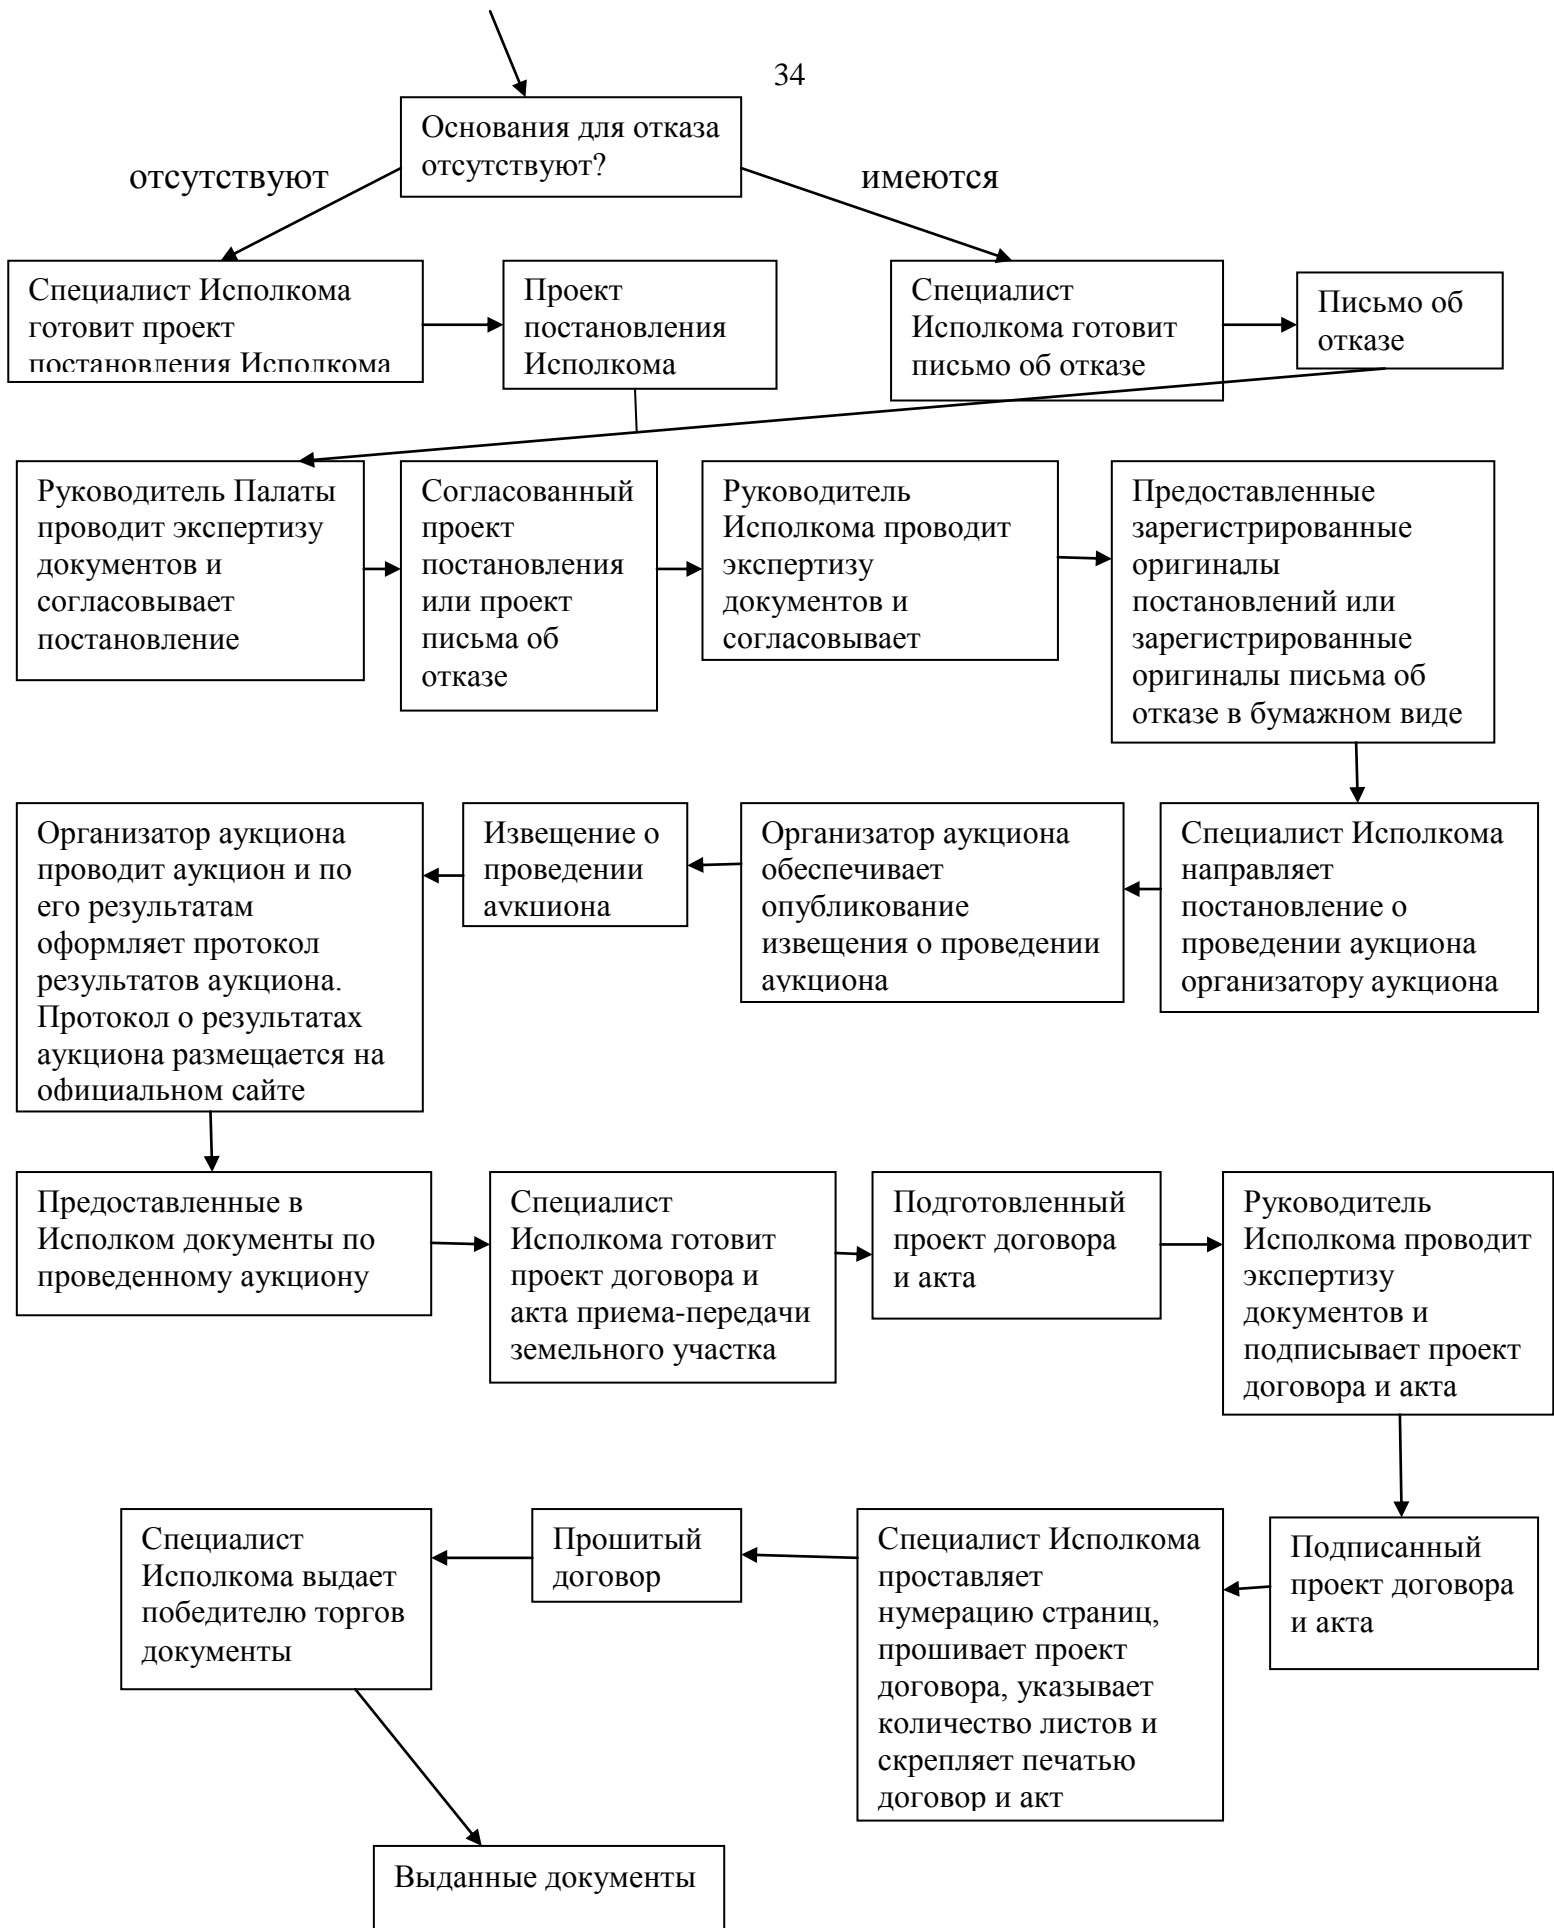 34
Основания для отказа
отсутствуют?
отсутствуют
имеются
Специалист Исполкома
готовит проект
постановления Исполкома
Проект
постановления
Исполкома
Специалист
Исполкома готовит
письмо об отказе
Письмо об
отказе
Руководитель Палаты
проводит экспертизу
документов и
согласовывает
постановление
Согласованный
проект
постановления
или проект
письма об
отказе
Руководитель
Исполкома проводит
экспертизу
документов и
согласовывает
Предоставленные
зарегистрированные
оригиналы
постановлений или
зарегистрированные
оригиналы письма об
отказе в бумажном виде
Организатор аукциона
проводит аукцион и по
его результатам
оформляет протокол
результатов аукциона.
Протокол о результатах
аукциона размещается на
официальном сайте
Извещение о
проведении
аукциона
Организатор аукциона
обеспечивает
опубликование
извещения о проведении
аукциона
Специалист Исполкома
направляет
постановление о
проведении аукциона
организатору аукциона
Предоставленные в
Исполком документы по
проведенному аукциону
Специалист
Исполкома готовит
проект договора и
акта приема-передачи
земельного участка
Подготовленный
проект договора
и акта
Руководитель
Исполкома проводит
экспертизу
документов и
подписывает проект
договора и акта
Специалист
Исполкома выдает
победителю торгов
документы
Прошитый
договор
Специалист Исполкома
проставляет
нумерацию страниц,
прошивает проект
договора, указывает
количество листов и
скрепляет печатью
договор и акт
Подписанный
проект договора
и акта
Выданные документы